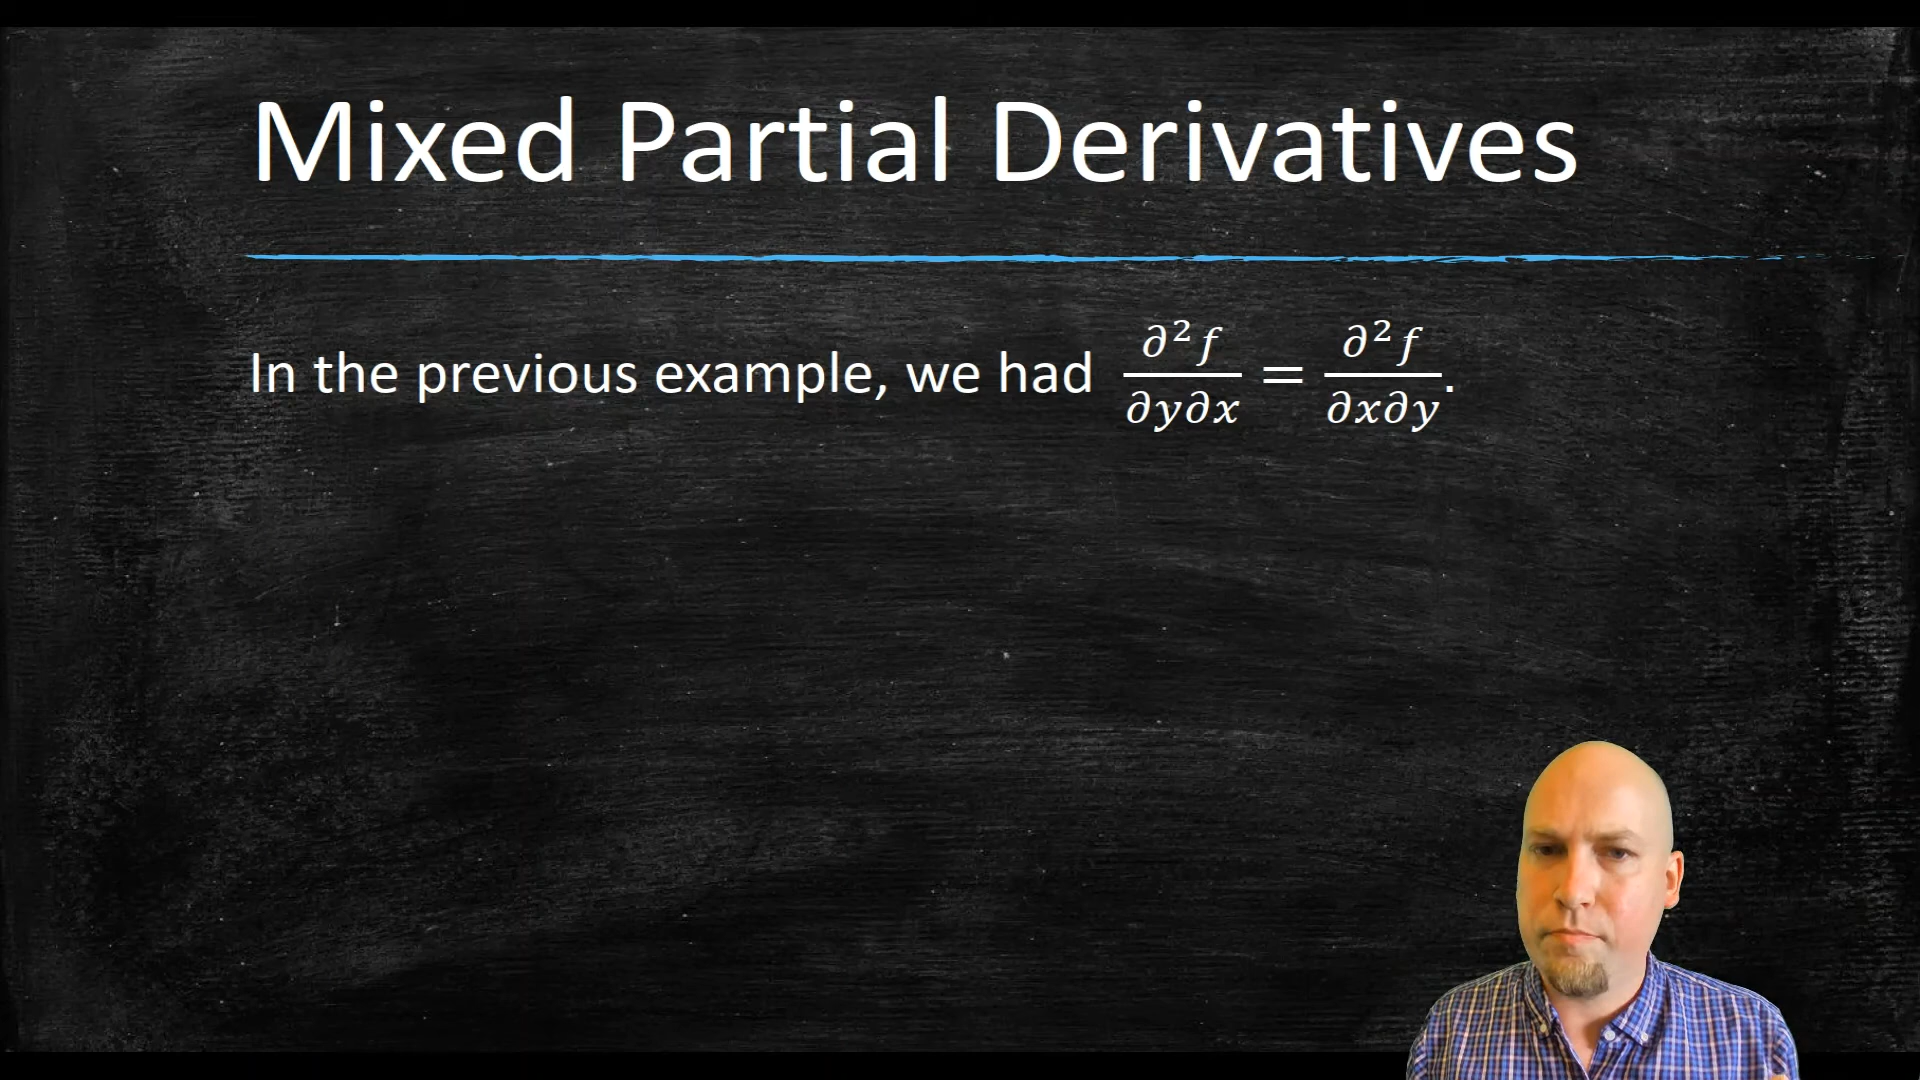 Mixed Partial Derivatives
In the previous example, we had ∂²f/∂y∂x = ∂²f/∂x∂y.